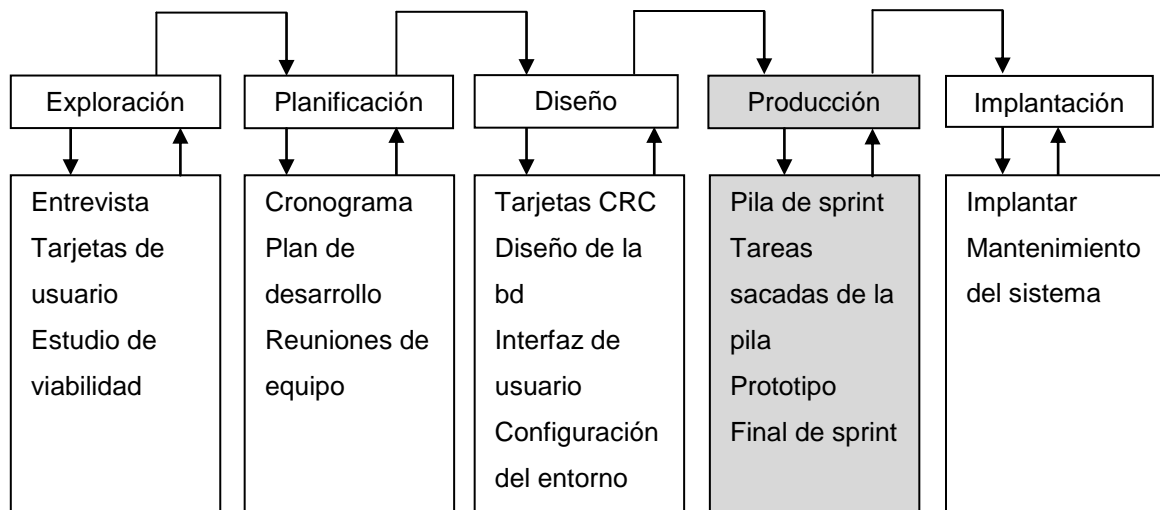 Exploración
Planificación
Diseño
Producción
Implantación
Entrevista
Tarjetas de
usuario
Estudio de
viabilidad
Cronograma
Plan de
desarrollo
Reuniones de
equipo
Tarjetas CRC
Diseño de la
bd
Interfaz de
usuario
Configuración
del entorno
Pila de sprint
Tareas
sacadas de la
pila
Prototipo
Final de sprint
Implantar
Mantenimiento
del sistema